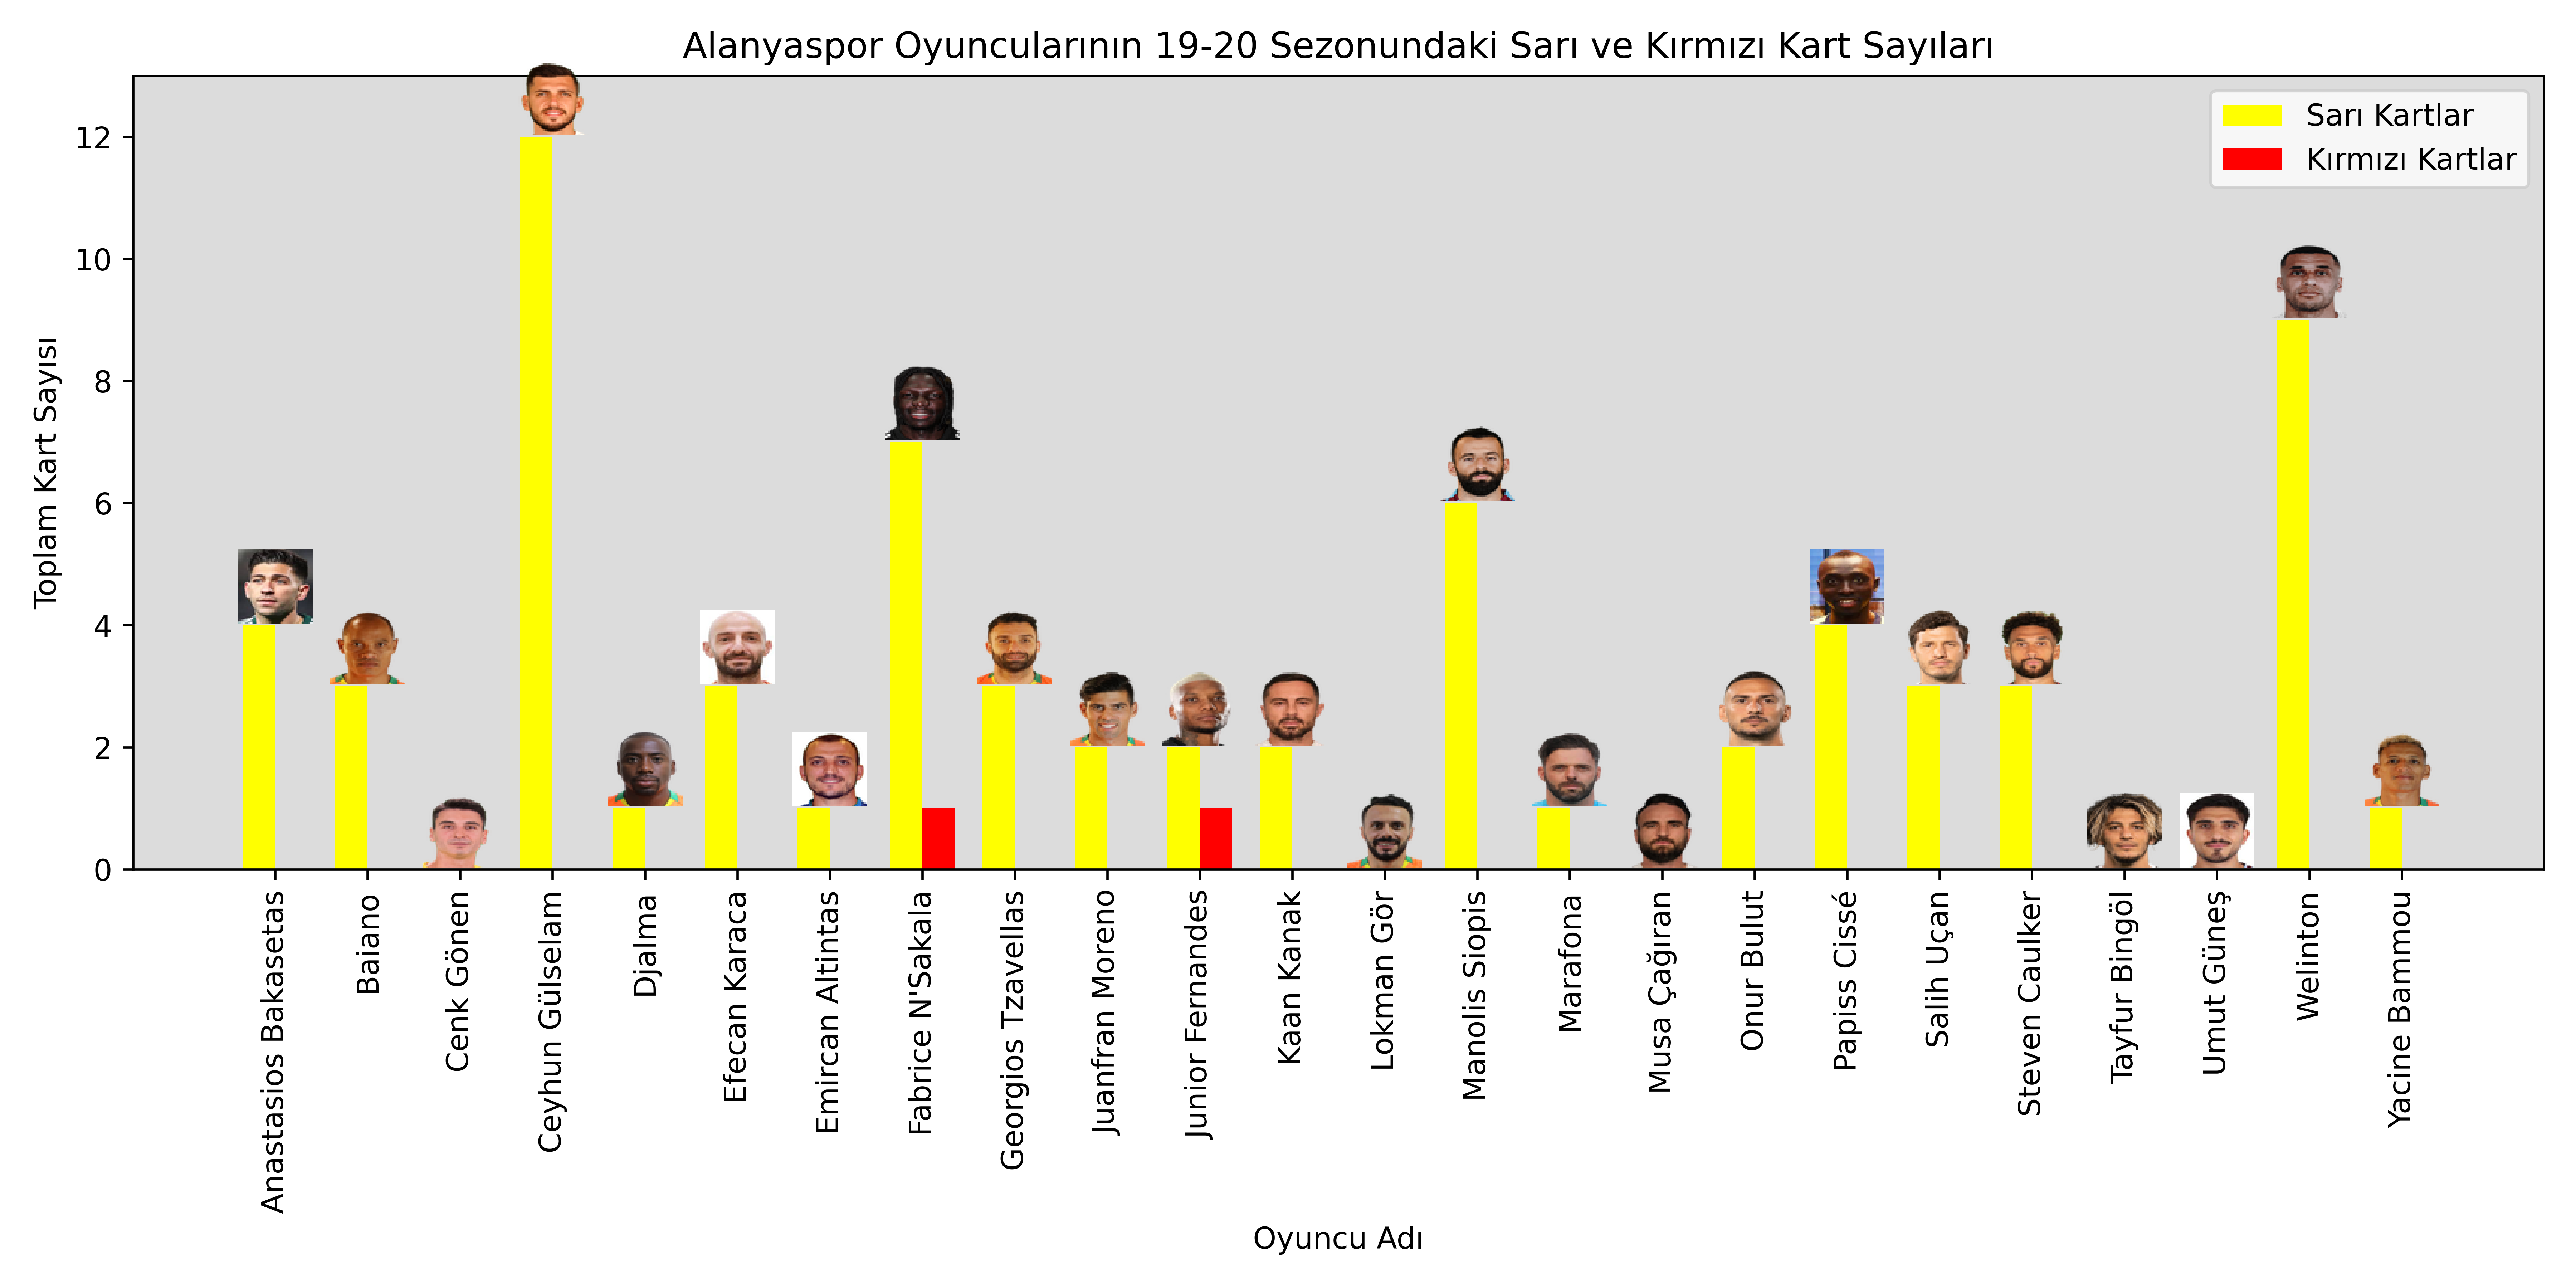 Alanyaspor Oyuncularının 19-20 Sezonundaki Sarı ve Kırmızı Kart Sayıları
Sarı Kartlar
Kırmızı Kartlar
Toplam Kart Sayısı
12
10
8
6
4
2
0
Anastasios Bakasetas
Baiano
Cenk Gönen
Ceyhun Gülselam
Djalma
Efecan Karaca
Emircan Altintas
Fabrice N'Sakala
Georgios Tzavellas
Juanfran Moreno
Junior Fernandes
Kaan Kanak
Lokman Gör
Manolis Siopis
Marafona
Musa Çağıran
Onur Bulut
Papiss Cissé
Salih Uçan
Steven Caulker
Tayfur Bingöl
Umut Güneş
Welinton
Yacine Bammou
Oyuncu Adı